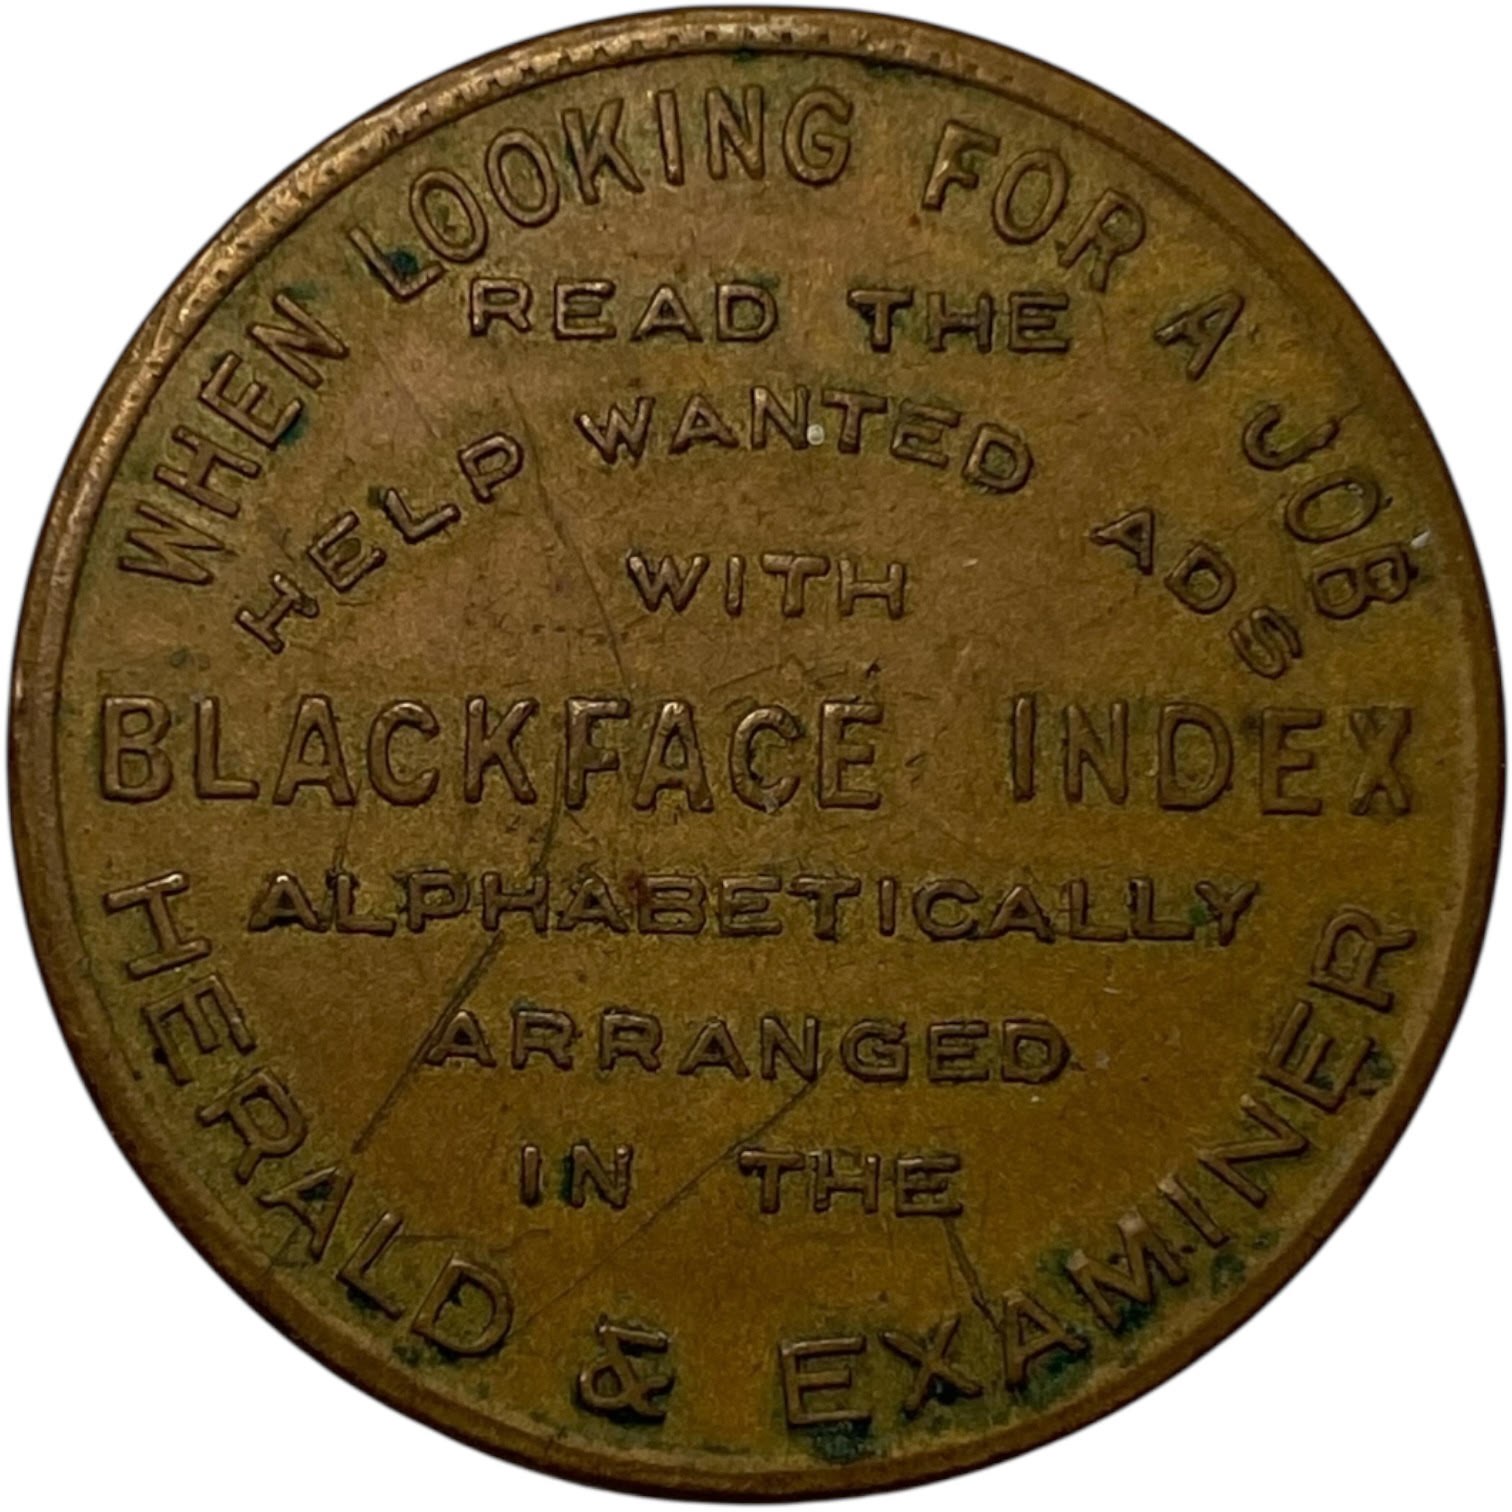 WHEN LOOKING FOR A JOB
READ THE
HELP WANTED ADS
WITH
BLACKFACE INDEX
ALPHABETICALLY
ARRANGED
IN THE
HERALD & EXAMINER